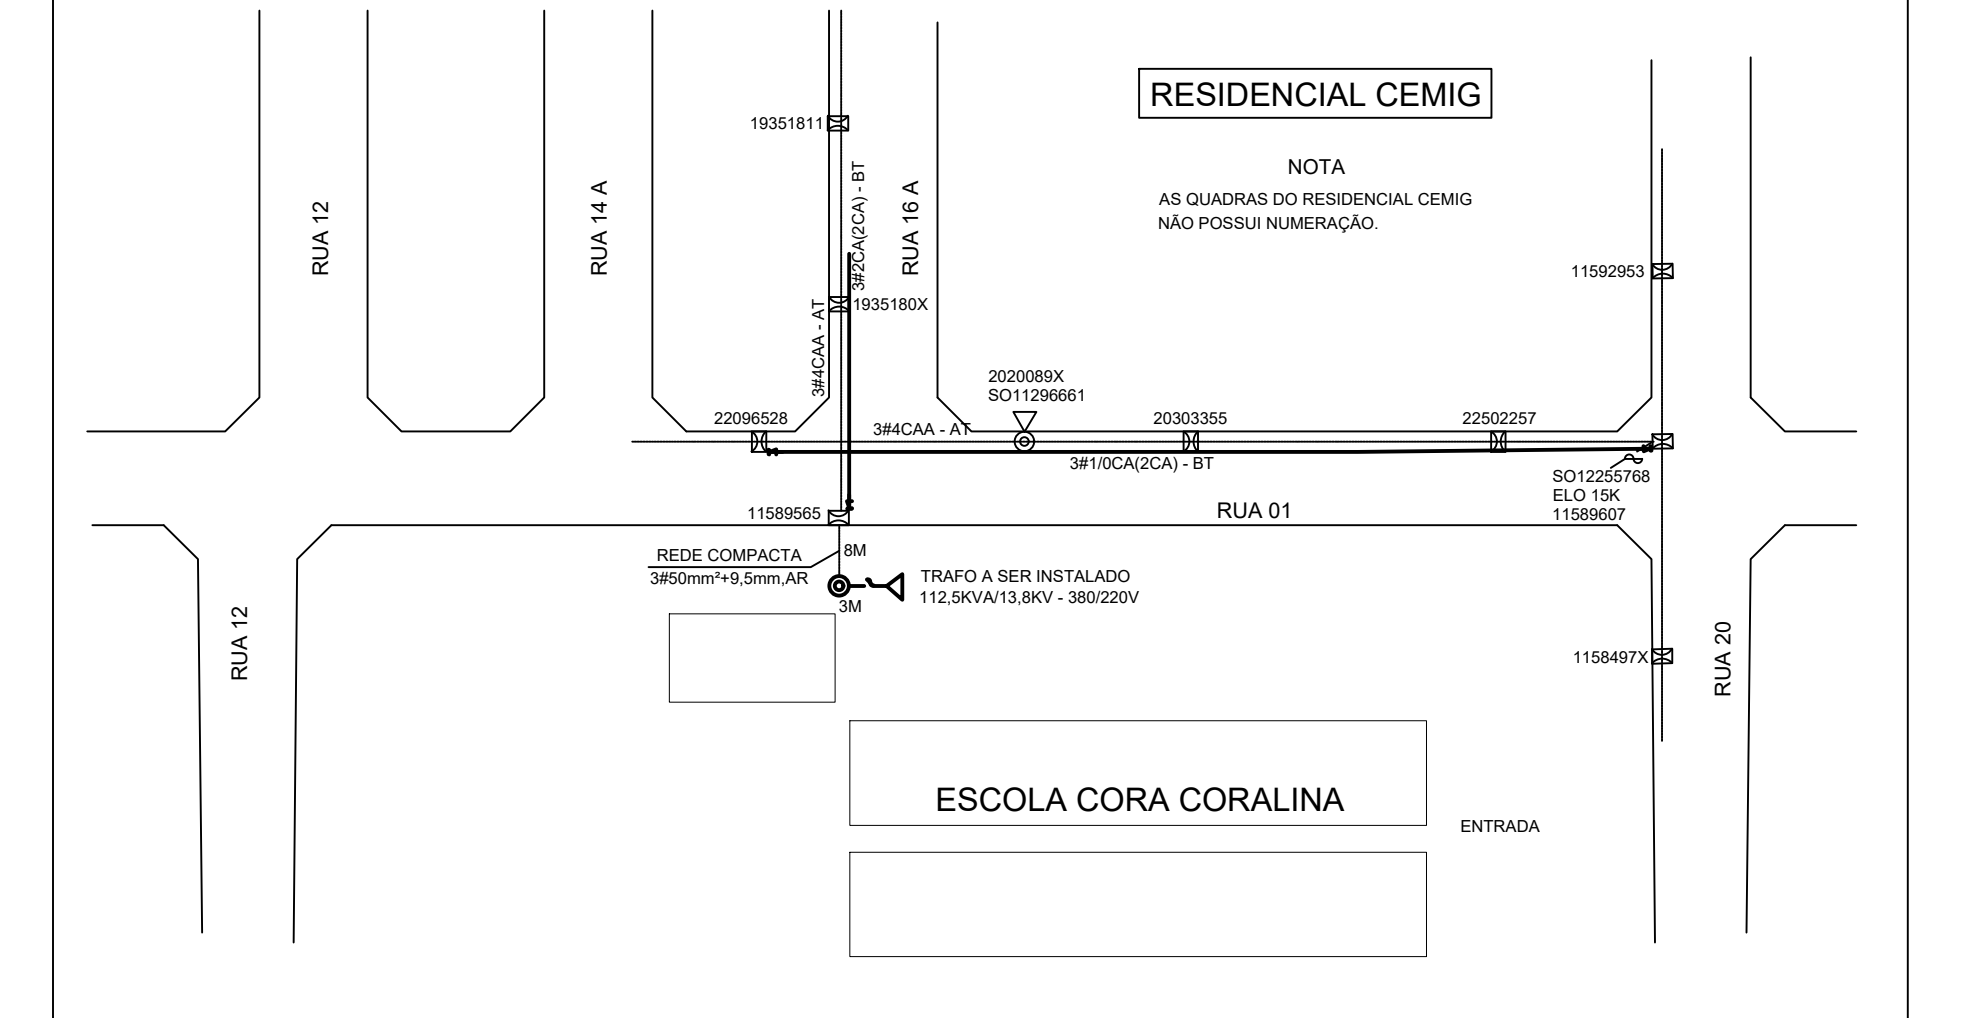 RESIDENCIAL CEMIG
NOTA
AS QUADRAS DO RESIDENCIAL CEMIG
NÃO POSSUI NUMERAÇÃO.
19351811
3#2CA(2CA) - BT
RUA 12
RUA 14 A
RUA 16 A
11592953
1935180X
3#4CAA - AT
2020089X
SO11296661
22096528
3#4CAA - AT
20303355
22502257
3#1/0CA(2CA) - BT
SO12255768
ELO 15K
11589607
11589565
RUA 01
REDE COMPACTA
3#50mm²+9,5mm,AR
8M
TRAFO A SER INSTALADO
112,5KVA/13,8KV - 380/220V
3M
RUA 12
1158497X
RUA 20
ESCOLA CORA CORALINA
ENTRADA